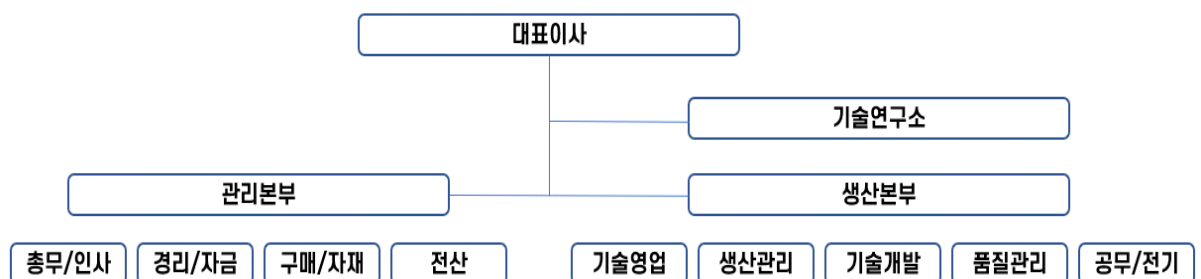 대표이사
기술연구소
관리본부
생산본부
총무/인사
경리/자금
구매/자재
전산
기술영업
생산관리
기술개발
품질관리
공무/전기